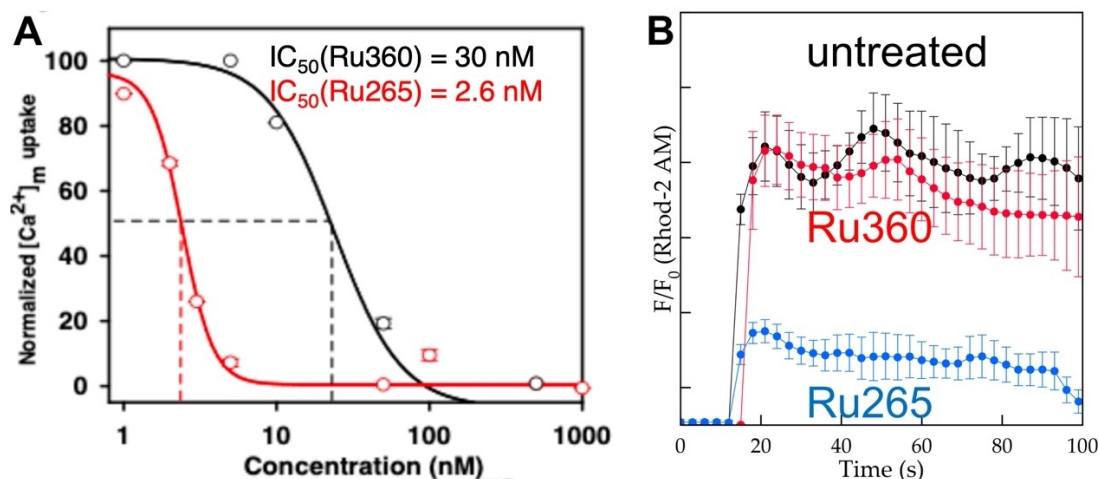 A
IC50(Ru360) = 30 nM
IC50(Ru265) = 2.6 nM
Normalized [Ca2+]m uptake
100
80
60
40
20
0
1
10
100
1000
Concentration (nM)
B
untreated
Ru360
Ru265
F/F0 (Rhod-2 AM)
0
20
40
60
80
100
Time (s)